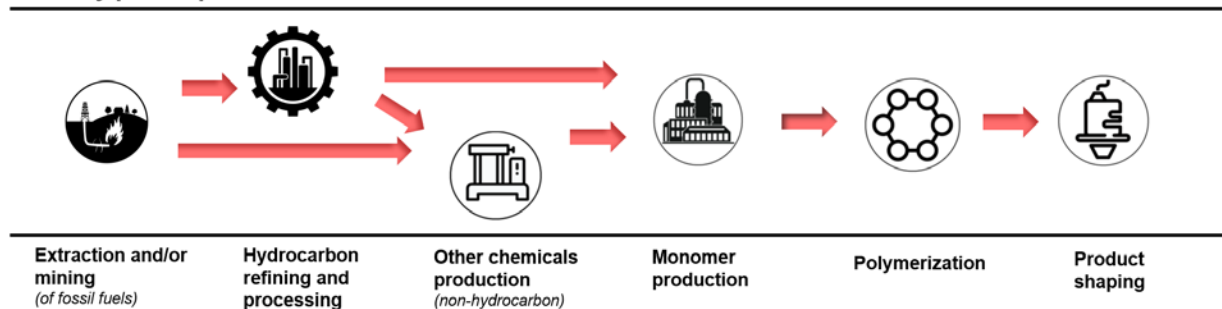 Extraction and/or
mining
(of fossil fuels)
Hydrocarbon
refining and
processing
Other chemicals
production
(non-hydrocarbon)
Monomer
production
Polymerization
Product
shaping